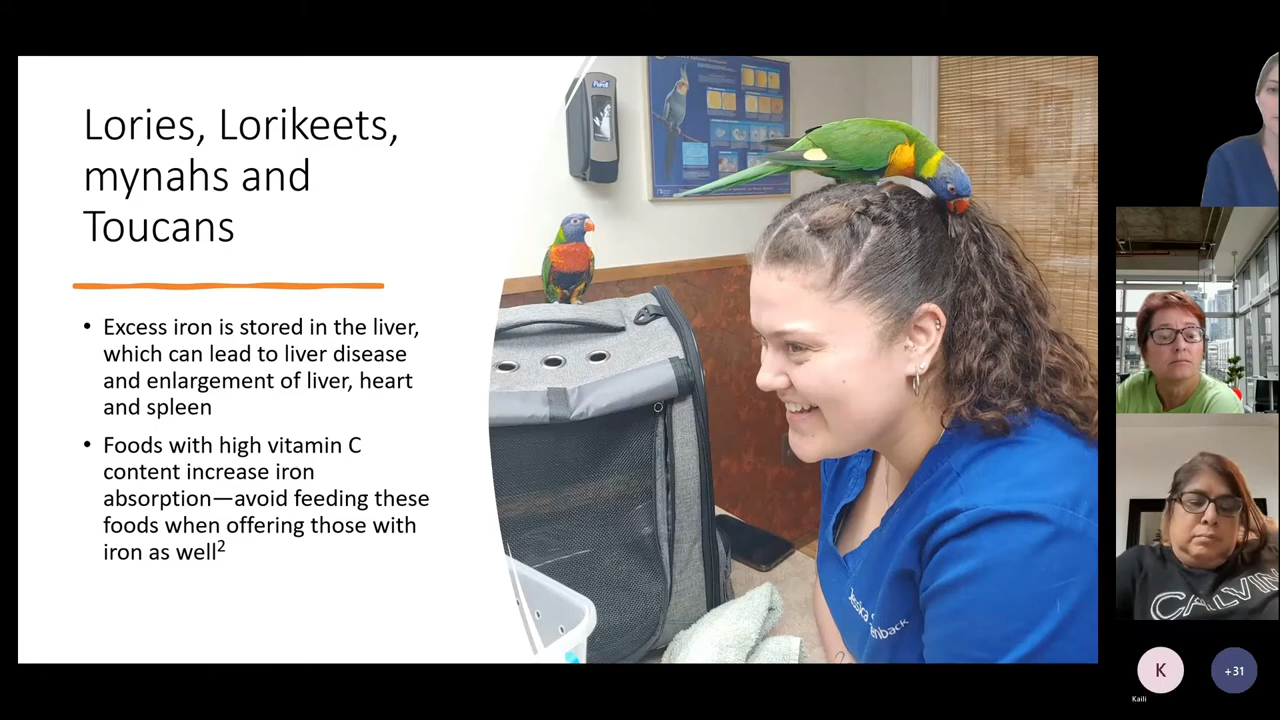 Lories, Lorikeets,
mynahs and
Toucans
Excess iron is stored in the liver,
which can lead to liver disease
and enlargement of liver, heart
and spleen
Foods with high vitamin C
content increase iron
absorption—avoid feeding these
foods when offering those with
iron as well2
Jessica
CALVIN
K
+31
Kaili